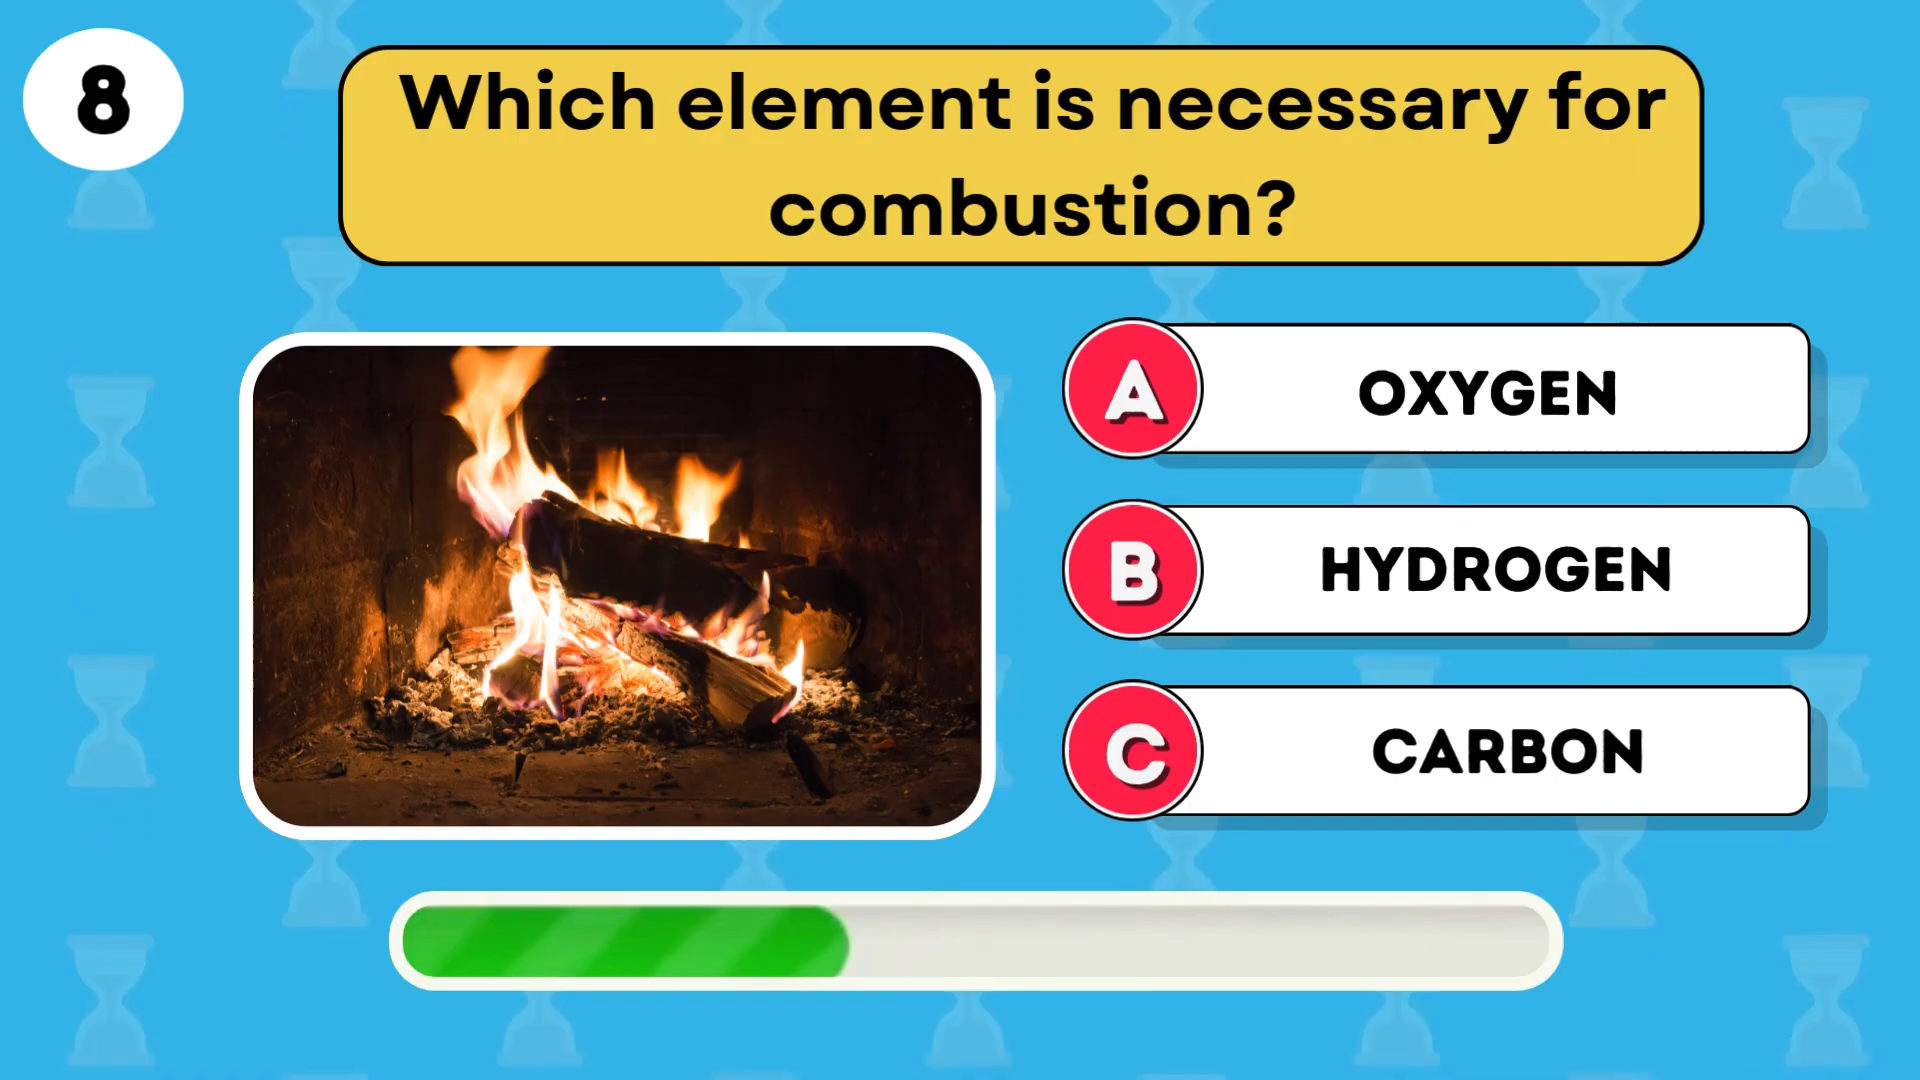 8
Which element is necessary for
combustion?
A
OXYGEN
B
HYDROGEN
C
CARBON